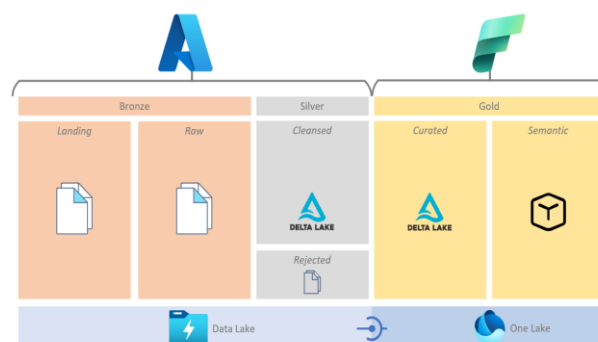 Bronze
Silver
Gold
Landing
Raw
Cleansed
Curated
Semantic
DELTA LAKE
DELTA LAKE
Rejected
Data Lake
One Lake